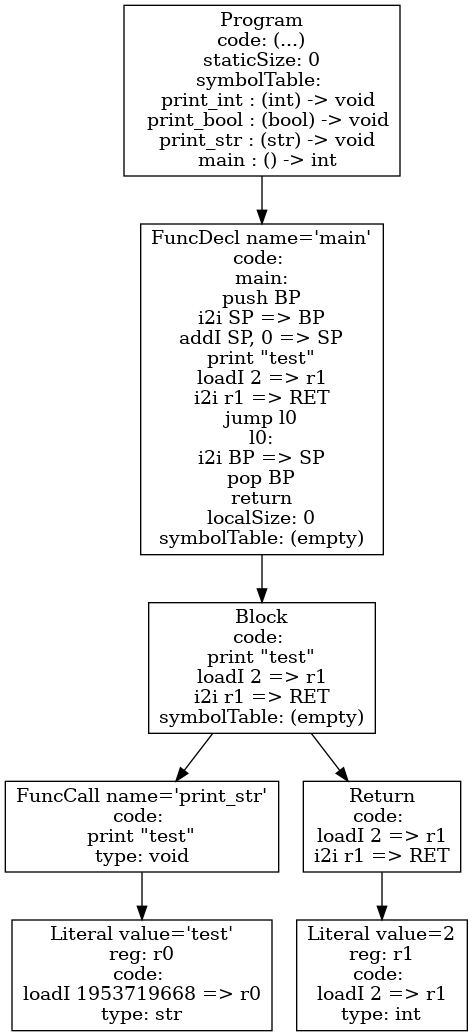 Program
code: (...)
staticSize: 0
symbolTable:
print_int : (int) -> void
print_bool : (bool) -> void
print_str : (str) -> void
main : () -> int
FuncDecl name='main'
code:
main:
push BP
i2i SP => BP
addI SP, 0 => SP
print "test"
loadI 2 => r1
i2i r1 => RET
jump l0
l0:
i2i BP => SP
pop BP
return
localSize: 0
symbolTable: (empty)
Block
code:
print "test"
loadI 2 => r1
i2i r1 => RET
symbolTable: (empty)
FuncCall name='print_str'
code:
print "test"
type: void
Return
code:
loadI 2 => r1
i2i r1 => RET
Literal value='test'
reg: r0
code:
loadI 1953719668 => r0
type: str
Literal value=2
reg: r1
code:
loadI 2 => r1
type: int